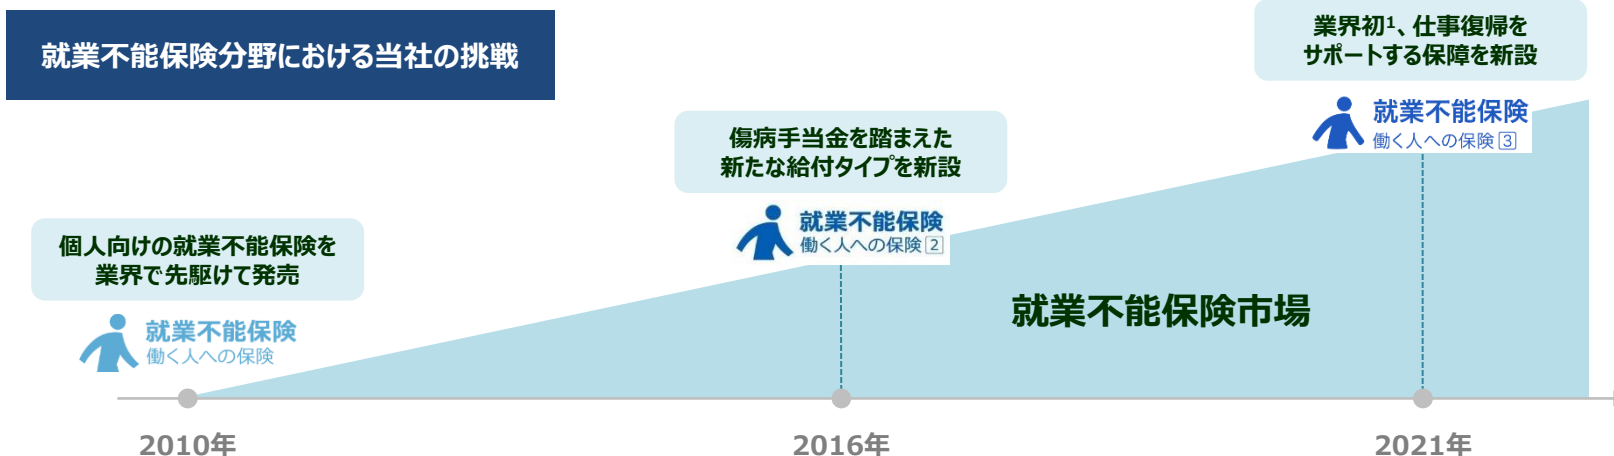 就業不能保険分野における当社の挑戦
業界初1、仕事復帰を
サポートする保障を新設
就業不能保険
働く人への保険3
傷病手当金を踏まえた
新たな給付タイプを新設
就業不能保険
働く人への保険2
個人向けの就業不能保険を
業界で先駆けて発売
就業不能保険
働く人への保険
就業不能保険市場
2010年
2016年
2021年